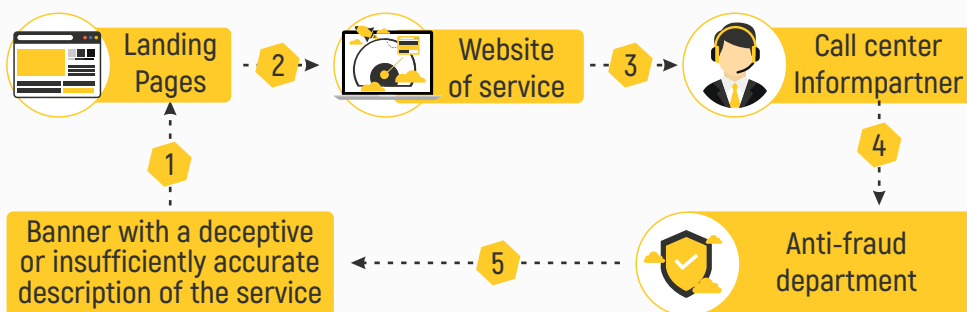 Landing
Pages
2
Website
of service
3
Call center
Informpartner
1
4
Banner with a deceptive
or insufficiently accurate
description of the service
5
Anti-fraud
department